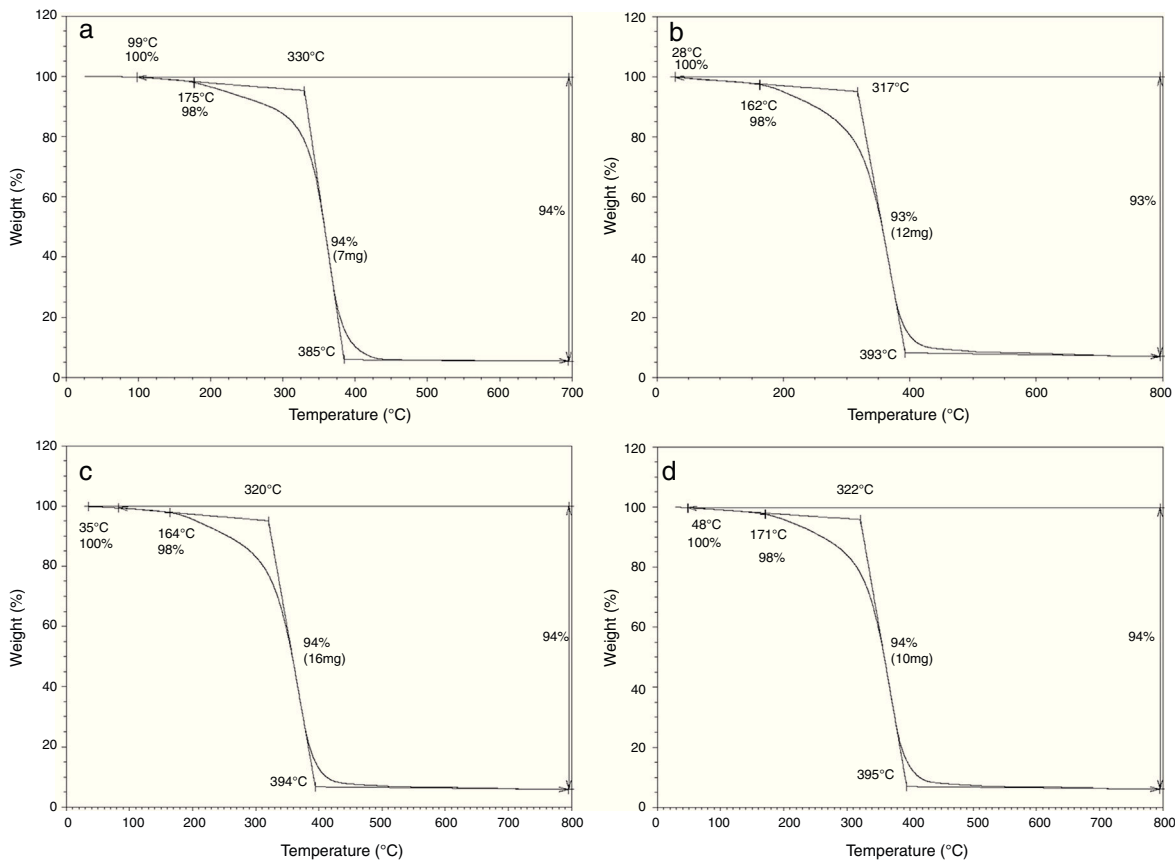 a
99°C
100%
330°C
175°C
98%
94%
94%
(7mg)
385°C
120
100
80
60
40
20
0
Weight (%)
0 100 200 300 400 500 600 700
Temperature (°C)
b
28°C
100%
317°C
162°C
98%
93%
93%
(12mg)
393°C
120
100
80
60
40
20
0
Weight (%)
0 200 400 600 800
Temperature (°C)
c
320°C
35°C
100%
164°C
98%
94%
94%
(16mg)
394°C
120
100
80
60
40
20
0
Weight (%)
0 100 200 300 400 500 600 700 800
Temperature (°C)
d
322°C
48°C
100%
171°C
98%
94%
94%
(10mg)
395°C
120
100
80
60
40
20
0
Weight (%)
0 100 200 300 400 500 600 700 800
Temperature (°C)